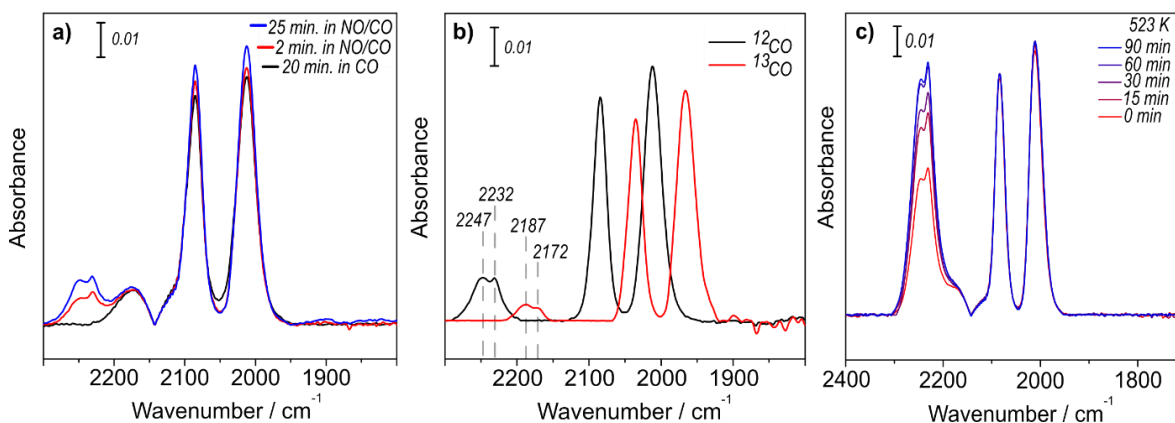 a)
0.01
25 min. in NO/CO
2 min. in NO/CO
20 min. in CO
Absorbance
2200 2100 2000 1900
Wavenumber / cm⁻¹
b)
0.01
¹²CO
¹³CO
2247
2232
2187
2172
Absorbance
2200 2100 2000 1900
Wavenumber / cm⁻¹
c)
0.01
523 K
90 min
60 min
30 min
15 min
0 min
Absorbance
2400 2200 2000 1800
Wavenumber / cm⁻¹